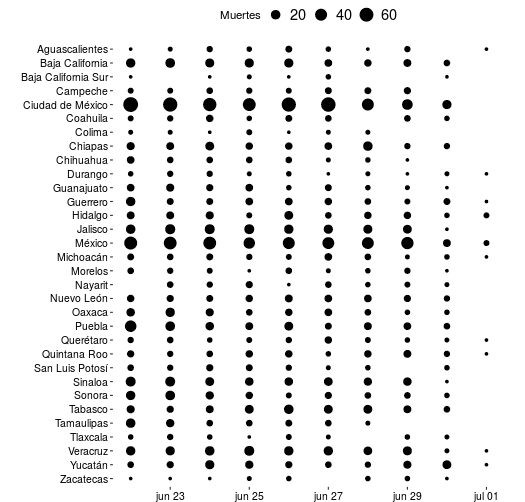 Muertes 20 40 60
Aguascalientes
Baja California
Baja California Sur
Campeche
Ciudad de México
Coahuila
Colima
Chiapas
Chihuahua
Durango
Guanajuato
Guerrero
Hidalgo
Jalisco
México
Michoacán
Morelos
Nayarit
Nuevo León
Oaxaca
Puebla
Querétaro
Quintana Roo
San Luis Potosí
Sinaloa
Sonora
Tabasco
Tamaulipas
Tlaxcala
Veracruz
Yucatán
Zacatecas
jun 23 jun 25 jun 27 jun 29 jul 01